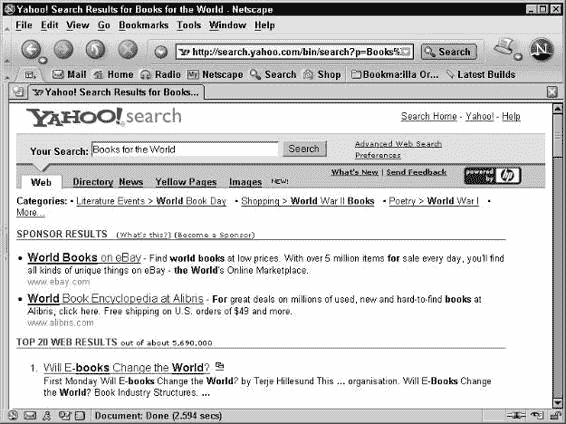 Yahoo! Search Results for Books for the World - Netscape
File Edit View Go Bookmarks Tools Window Help
http://search.yahoo.com/bin/search?p=Books% Search
Mail Home Radio Netscape Search Shop Bookmarilla Or... Latest Builds
Yahoo! Search Results for Books...
YAHOO! search Search Home - Yahoo! - Help
Your Search: Books for the World Search Advanced Web Search
Preferences
What's New | Send Feedback powered by hp
Web Directory News Yellow Pages Images NEW!
Categories: • Literature Events > World Book Day • Shopping > World War II Books • Poetry > World War I •
More...
SPONSOR RESULTS (What's this?) (Become a Sponsor)
• World Books on eBay - Find world books at low prices. With over 5 million items for sale every day, you'll find
all kinds of unique things on eBay - the World's Online Marketplace.
www.ebay.com
• World Book Encyclopedia at Alibris - For great deals on millions of used, new and hard-to-find books at
Alibris, click here. Free shipping on U.S. orders of $49 and more.
www.alibris.com
TOP 20 WEB RESULTS out of about 5,690,000
1. Will E-books Change the World?
First Monday Will E-books Change the World? by Terje Hillesund This ... organisation. Will E-Books Change
the World? Book Industry Structures. ...
Document: Done (2.594 secs)